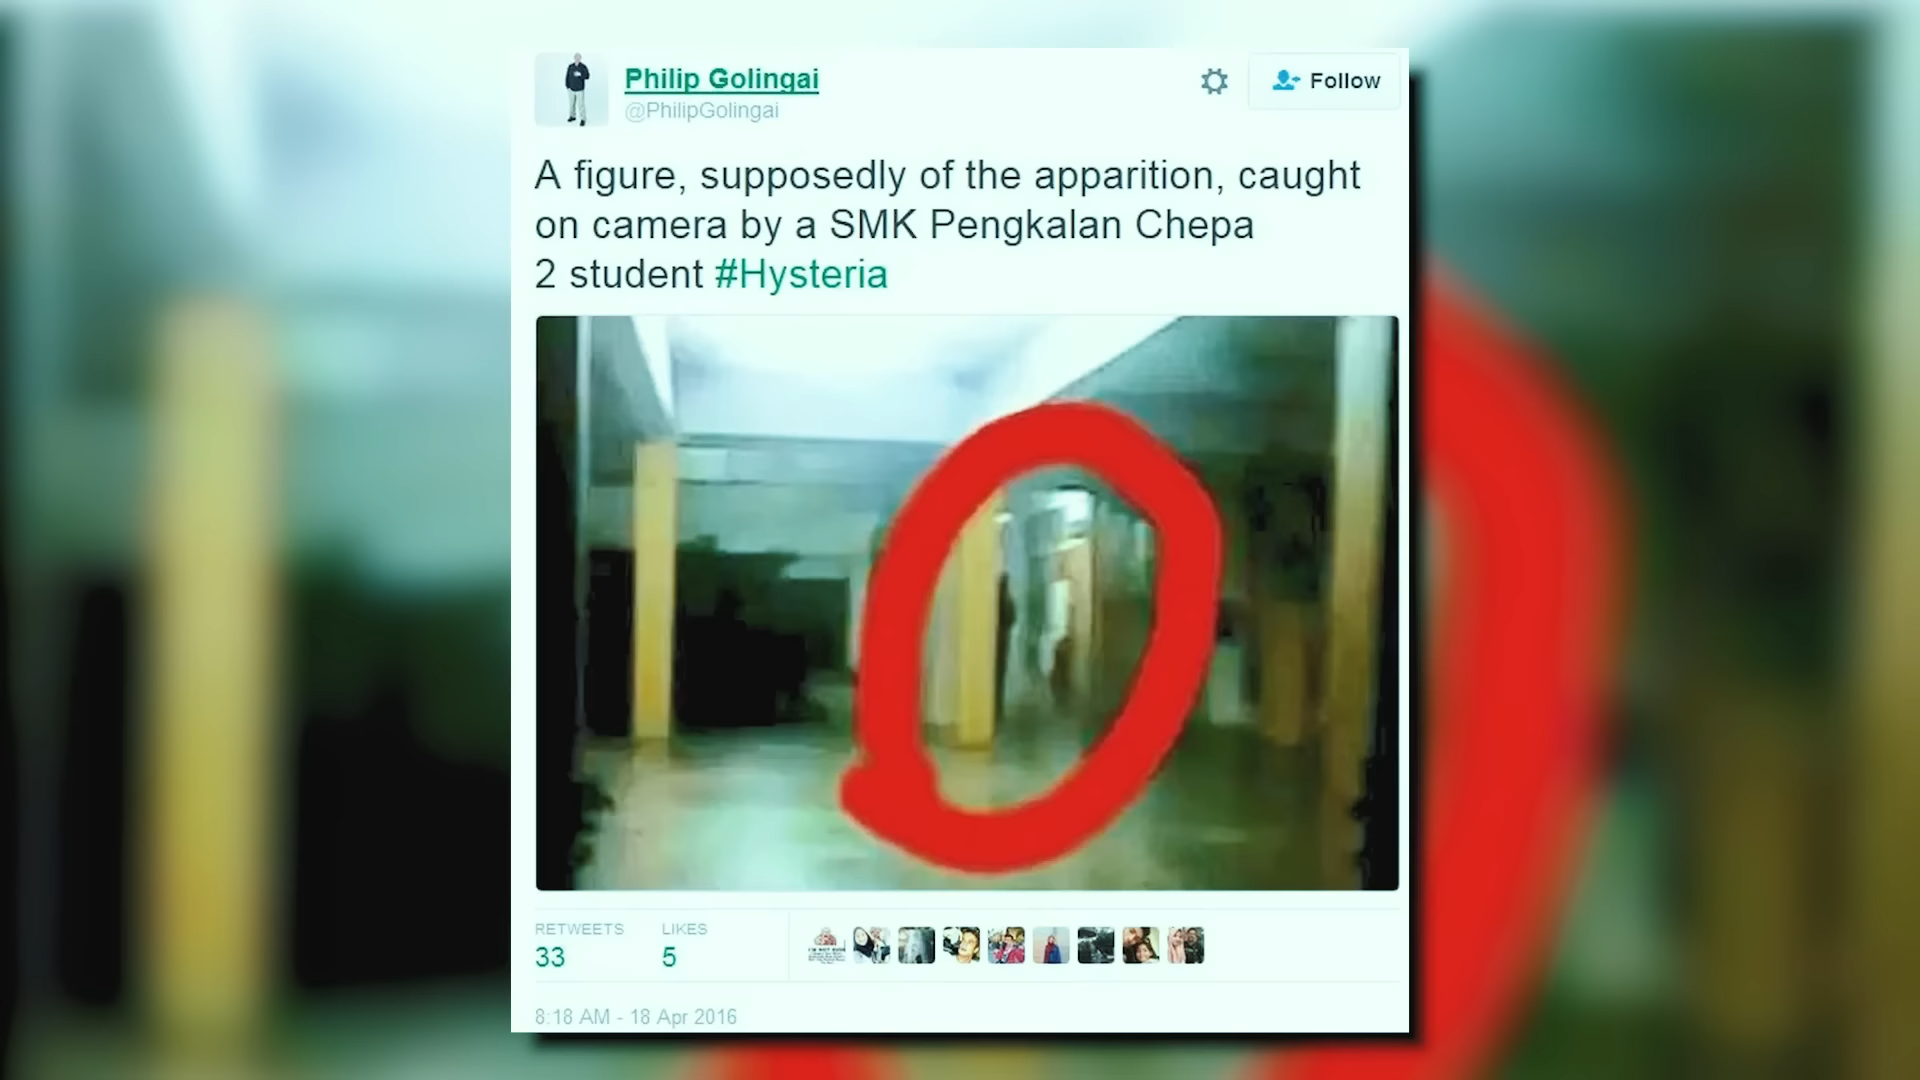 Philip Golingai
@PhilipGolingai
Follow
A figure, supposedly of the apparition, caught
on camera by a SMK Pengkalan Chepa
2 student #Hysteria
RETWEETS
LIKES
33
5
8:18 AM - 18 Apr 2016